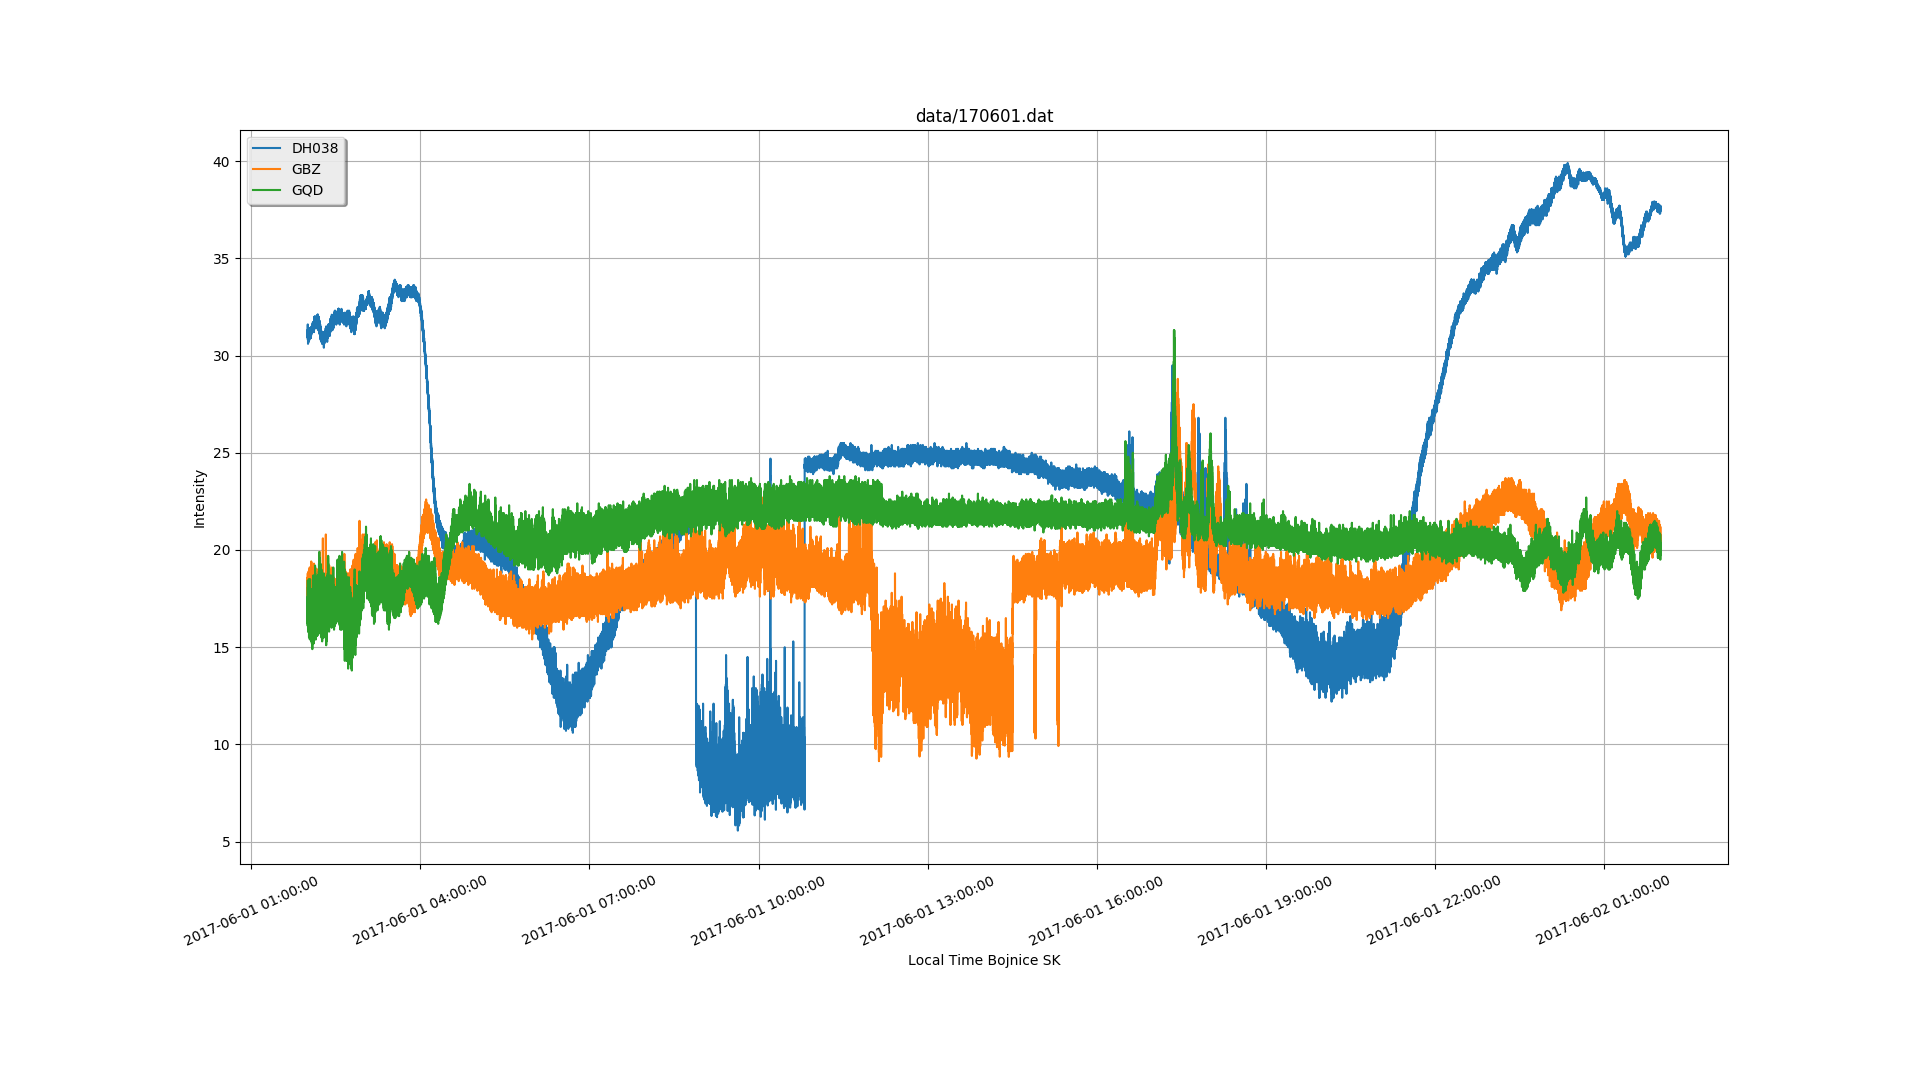 data/170601.dat
DH038
GBZ
GQD
40
35
30
25
20
15
10
5
Intensity
2017-06-01 01:00:00
2017-06-01 04:00:00
2017-06-01 07:00:00
2017-06-01 10:00:00
2017-06-01 13:00:00
2017-06-01 16:00:00
2017-06-01 19:00:00
2017-06-01 22:00:00
2017-06-02 01:00:00
Local Time Bojnice SK